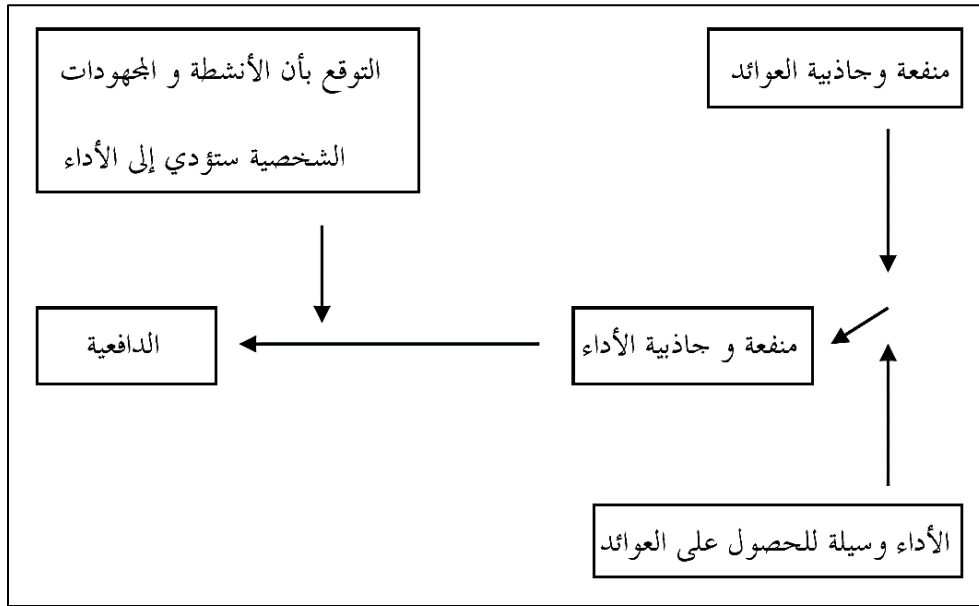 منفعة وجاذبية العوائد
التوقع بأن الأنشطة و المجهودات
الشخصية ستؤدي إلى الأداء
منفعة و جاذبية الأداء
الدافعية
الأداء وسيلة للحصول على العوائد